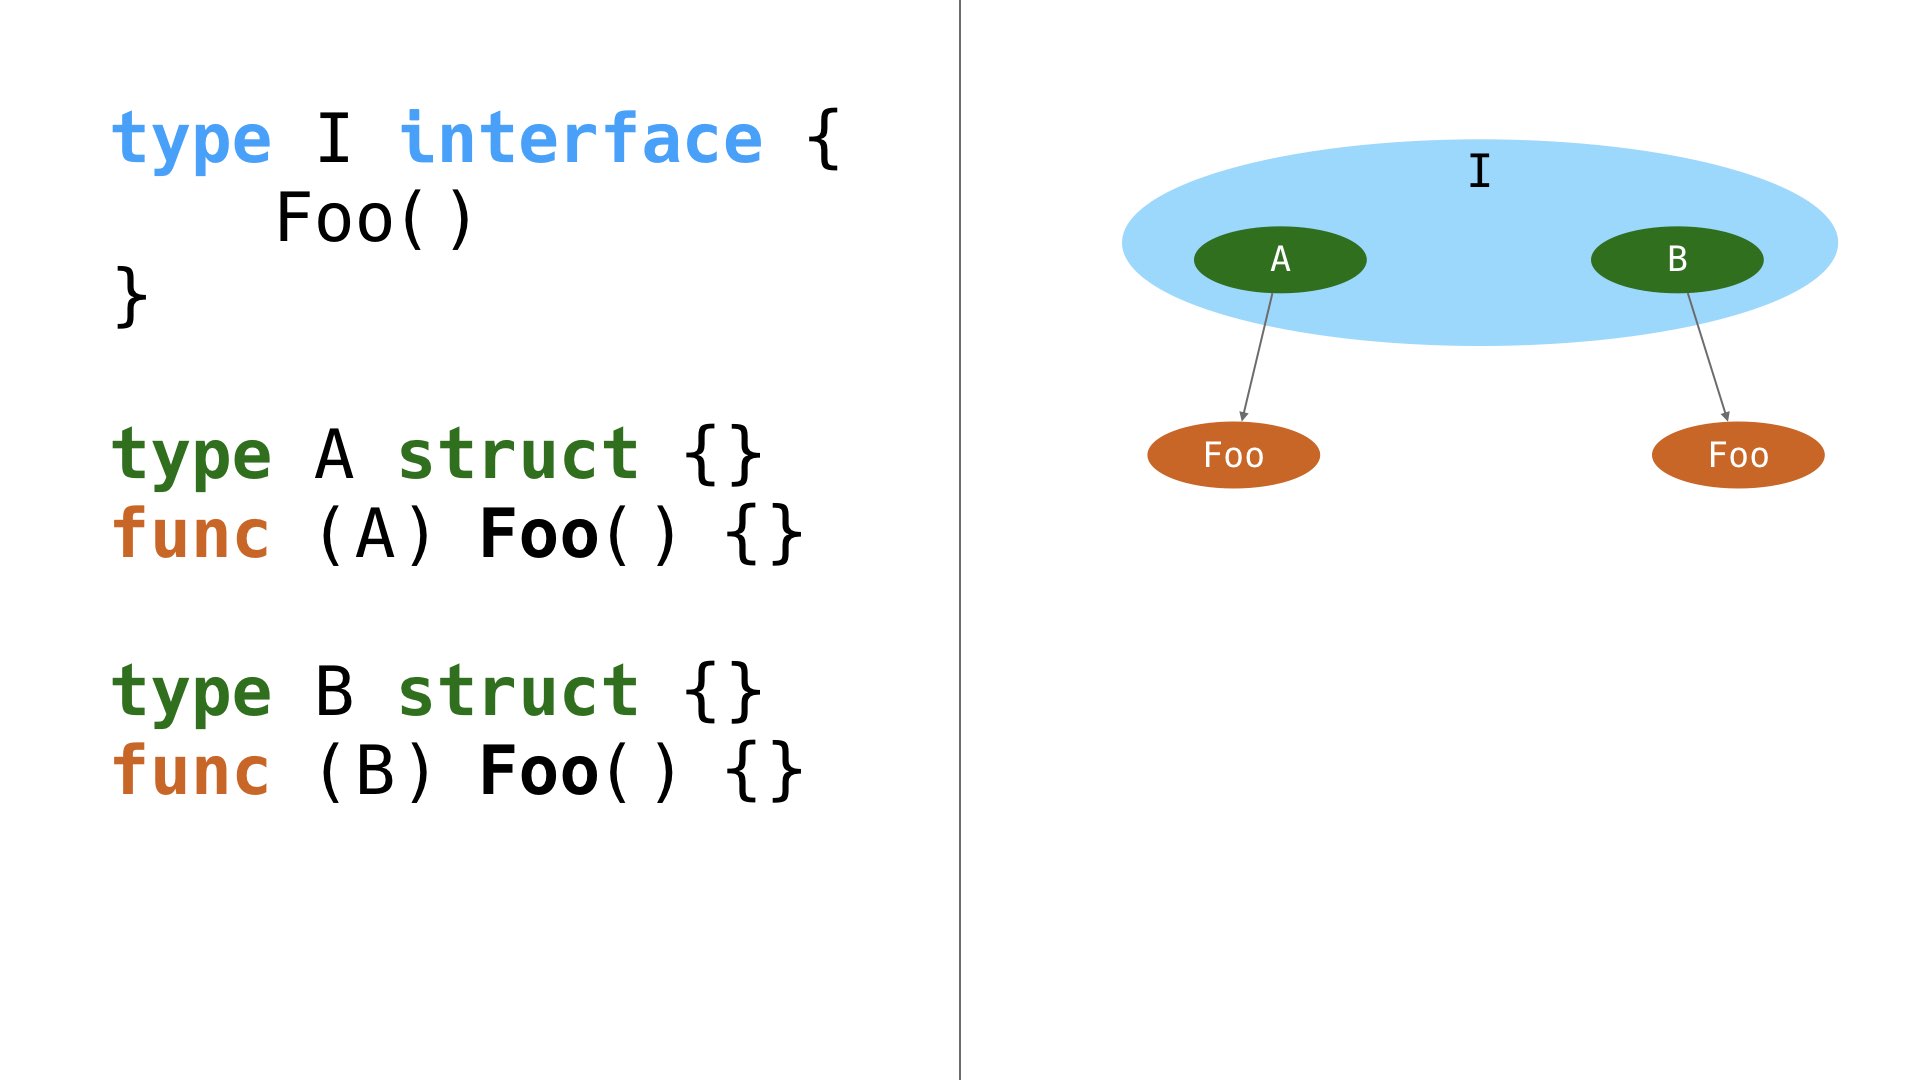 type I interface {
    Foo()
}
type A struct {}
func (A) Foo() {}
type B struct {}
func (B) Foo() {}
I
A
B
Foo
Foo